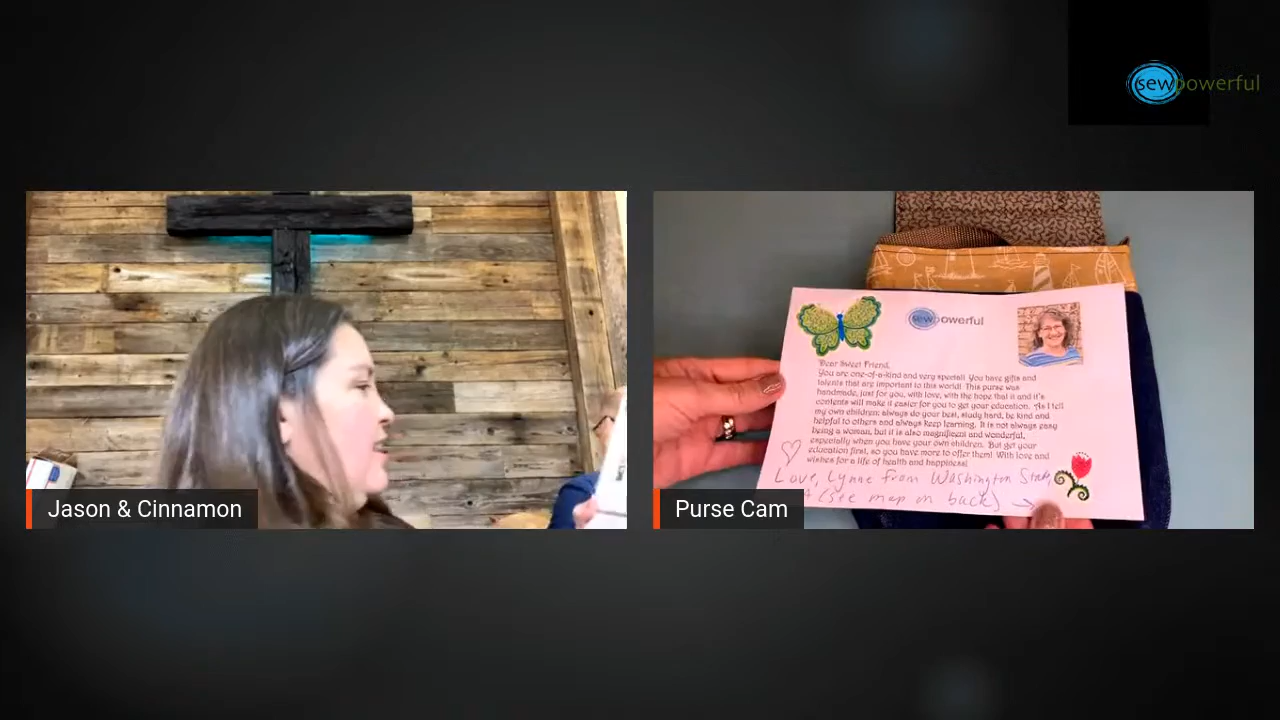 sewpowerful
Jason & Cinnamon
Purse Cam
sewpowerful
Dear Sweet Friend,
You are one-of-a-kind and very special! You have gifts and
talents that are important to this world! This purse was
handmade, just for you, with love, with the hope that it and it's
contents will make it easier for you to get your education. As I tell
my own children: always do your best, study hard, be kind and
helpful to others and always keep learning. It is not always easy
being a woman, but it is also magnificent and wonderful,
especially when you have your own children. But get your
education first, so you have more to offer them! With love and
wishes for a life of health and happiness!
Love, Lynne from Washington State,
(see map on back) →